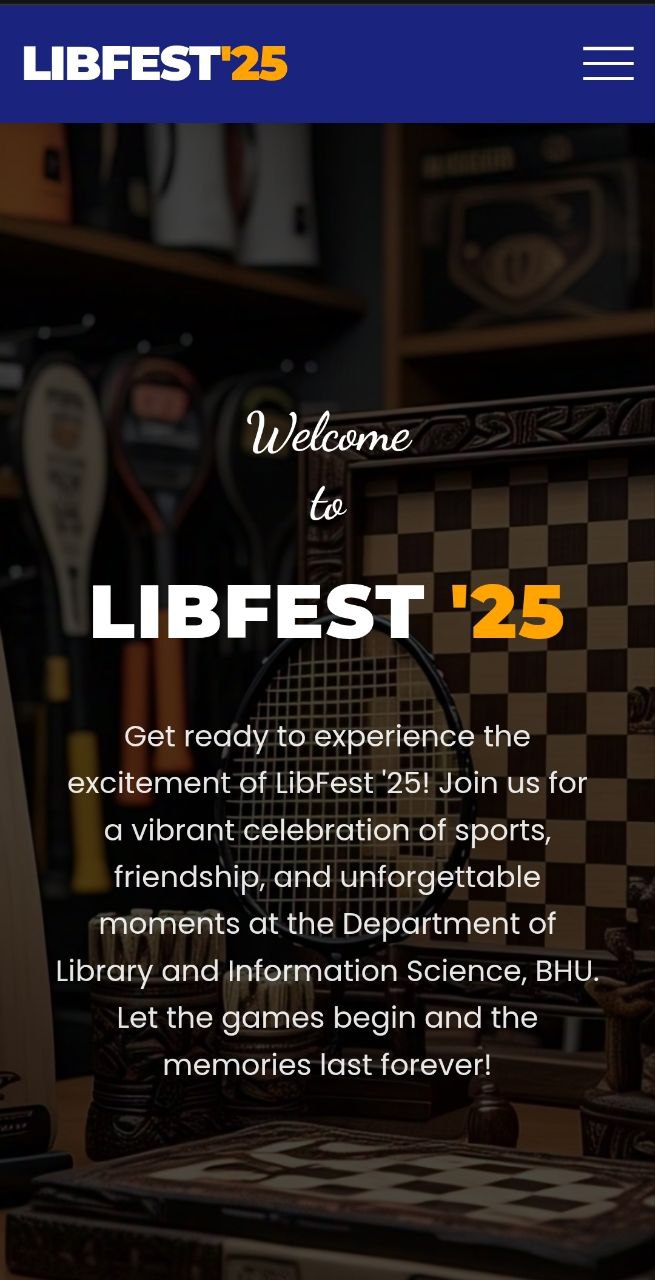 LIBFEST'25
Welcome
to
LIBFEST '25
Get ready to experience the
excitement of LibFest '25! Join us for
a vibrant celebration of sports,
friendship, and unforgettable
moments at the Department of
Library and Information Science, BHU.
Let the games begin and the
memories last forever!